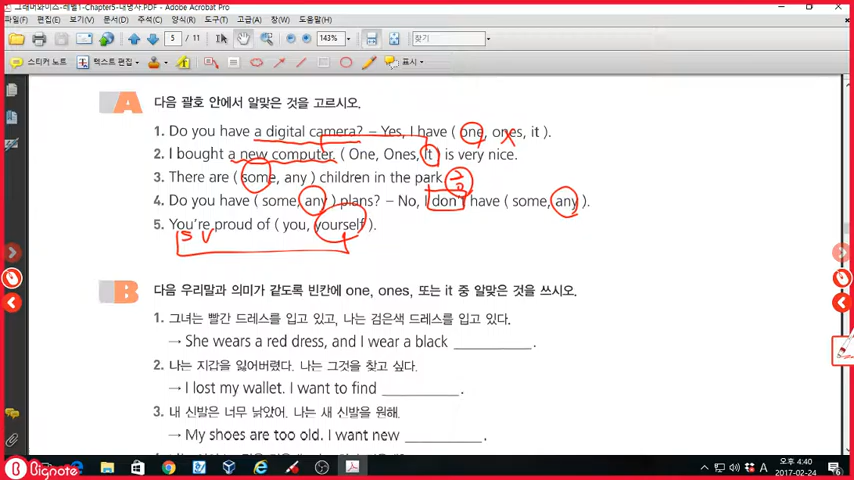 그래머와이즈-레벨1-Chapter5-대명사.PDF - Adobe Acrobat Pro
파일(F) 편집(E) 보기(V) 문서(D) 주석(C) 양식(R) 도구(T) 고급(A) 창(W) 도움말(H)
5 / 11 143% 찾기
스티커 노트 텍스트 편집 표시
A 다음 괄호 안에서 알맞은 것을 고르시오.
1. Do you have a digital camera? – Yes, I have ( one, ones, it ).
2. I bought a new computer. ( One, Ones, It ) is very nice.
3. There are ( some, any ) children in the park.
4. Do you have ( some, any ) plans? – No, I don't have ( some, any ).
5. You're proud of ( you, yourself ).
S V
B 다음 우리말과 의미가 같도록 빈칸에 one, ones, 또는 it 중 알맞은 것을 쓰시오.
1. 그녀는 빨간 드레스를 입고 있고, 나는 검은색 드레스를 입고 있다.
→ She wears a red dress, and I wear a black __________.
2. 나는 지갑을 잃어버렸다. 나는 그것을 찾고 싶다.
→ I lost my wallet. I want to find __________.
3. 내 신발은 너무 낡았어. 나는 새 신발을 원해.
→ My shoes are too old. I want new __________.
Bignote
A 오후 4:40
2017-02-24